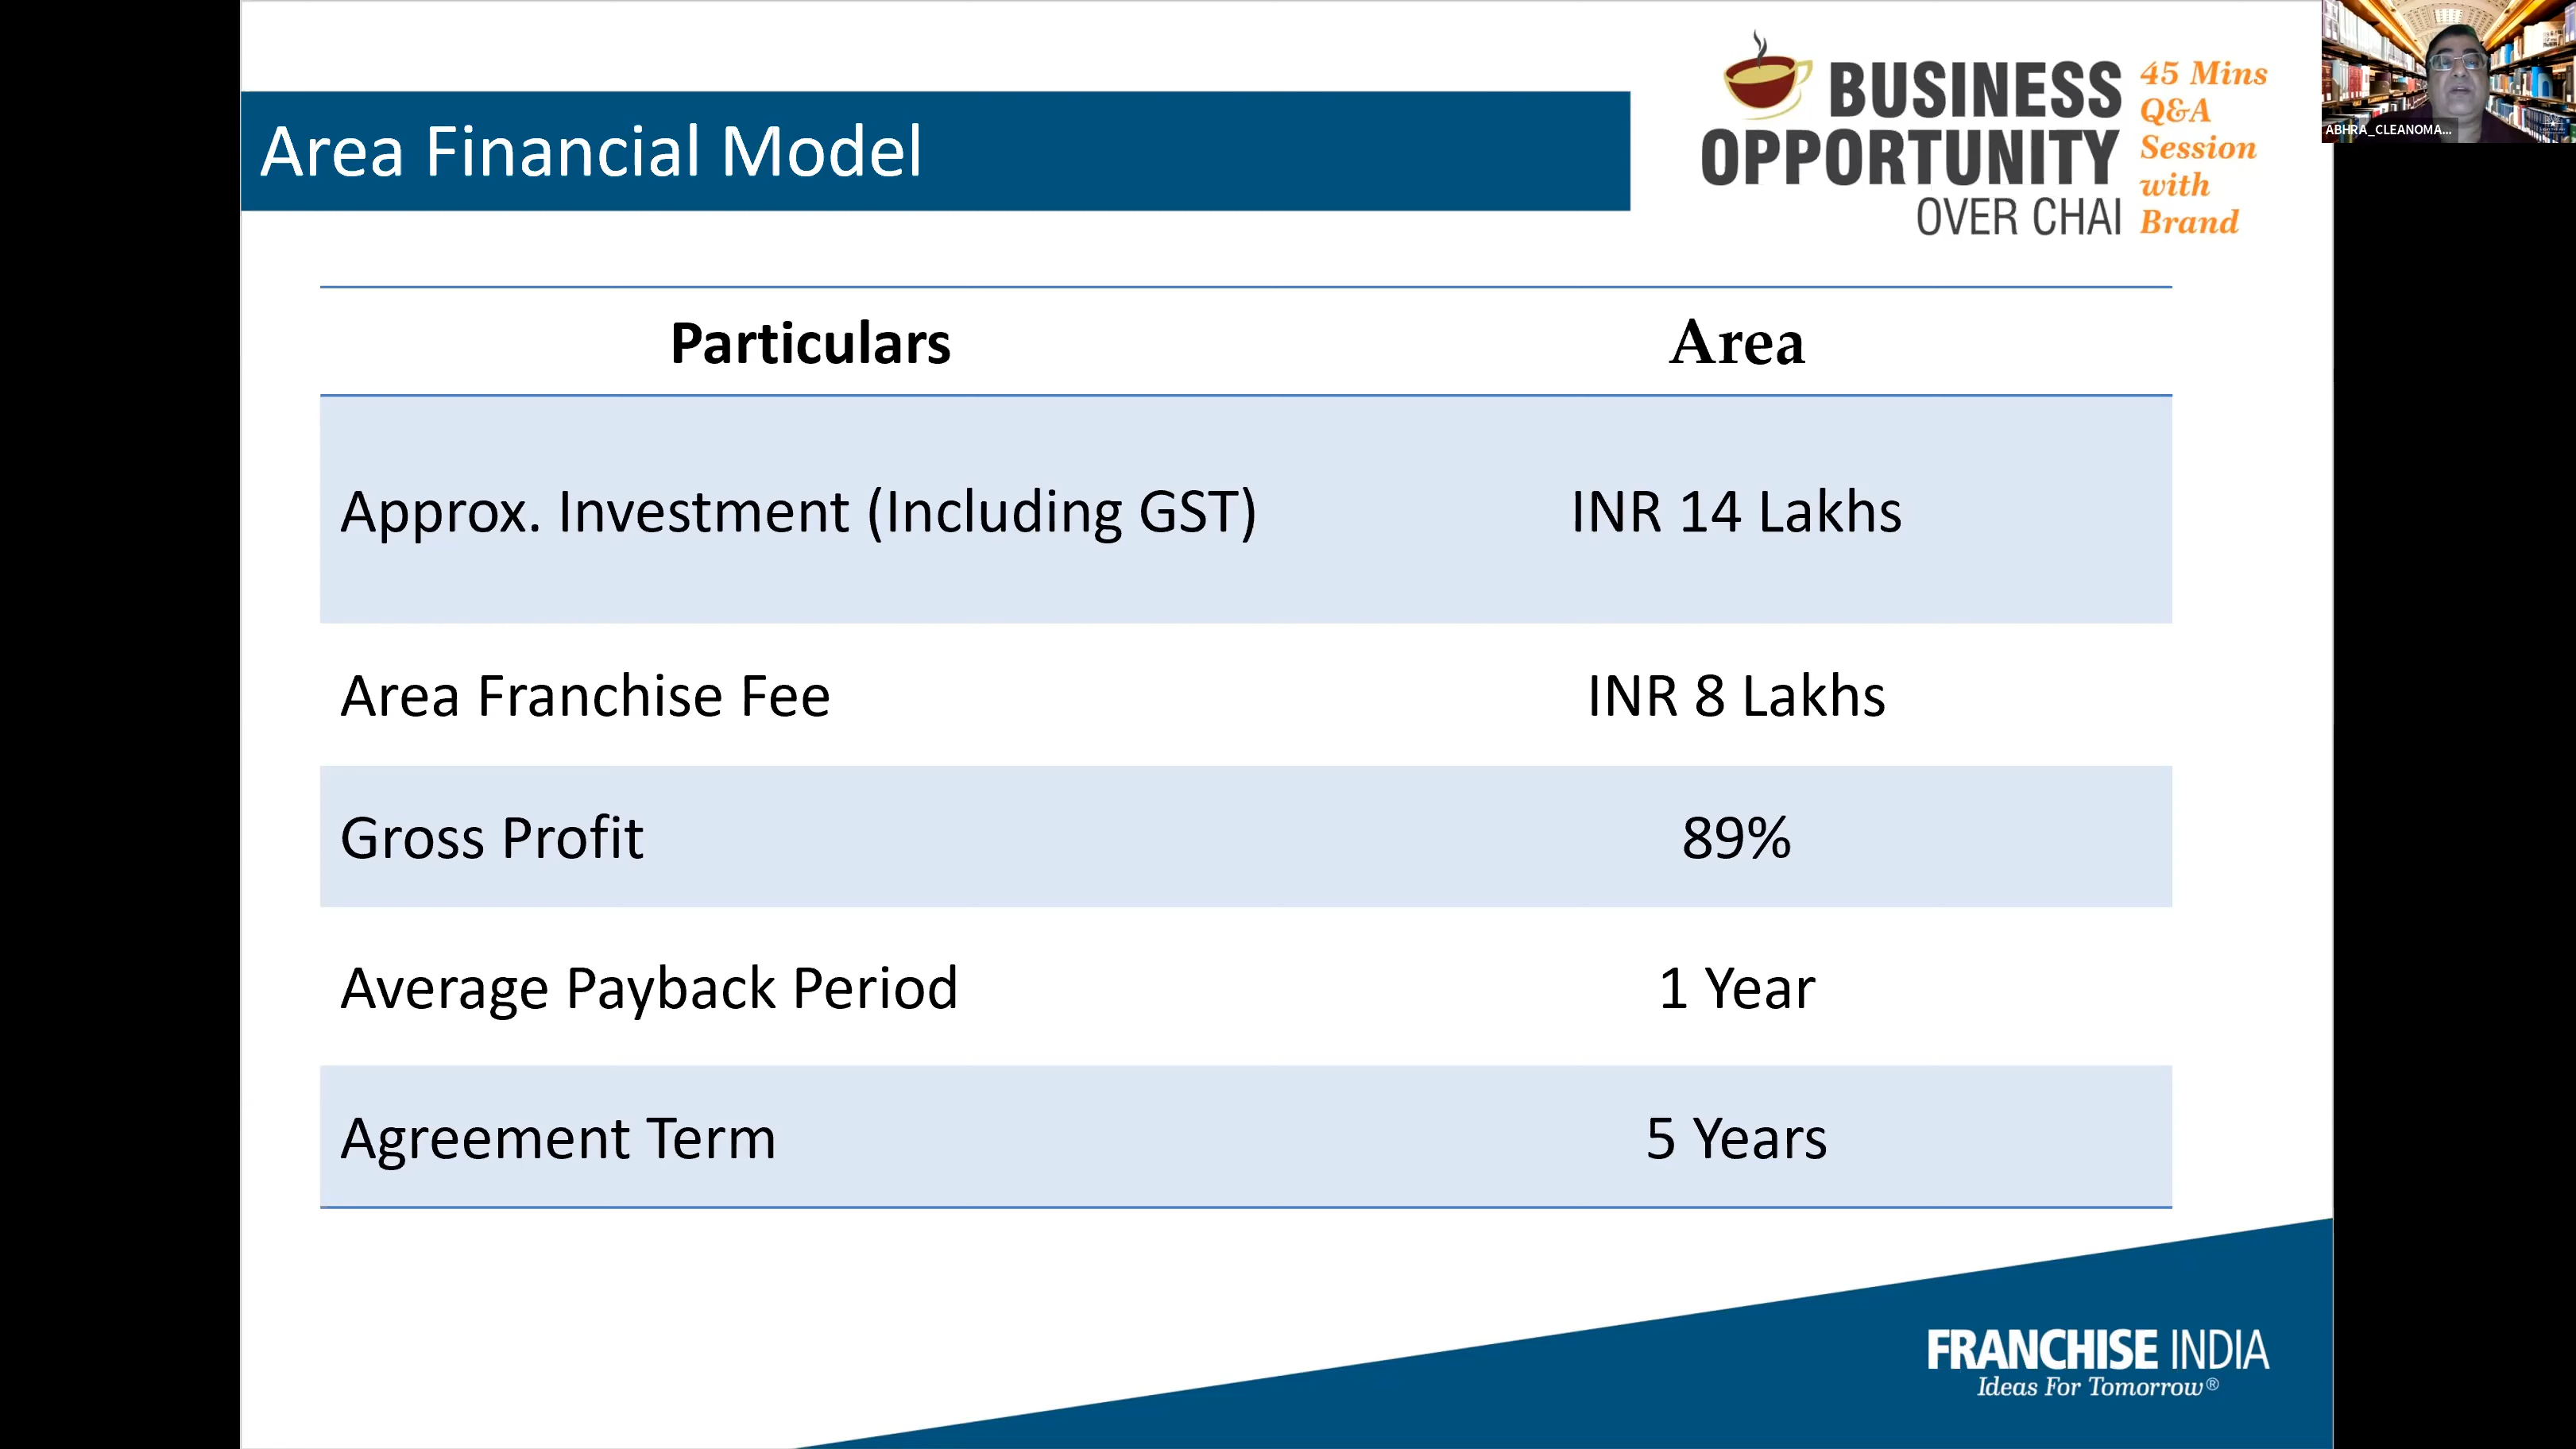 Area Financial Model
BUSINESS
OPPORTUNITY
OVER CHAI
45 Mins
Q&A
Session
with
Brand
ABHRA_CLEANOMA...
Particulars Area
Approx. Investment (Including GST) INR 14 Lakhs
Area Franchise Fee INR 8 Lakhs
Gross Profit 89%
Average Payback Period 1 Year
Agreement Term 5 Years
FRANCHISE INDIA
Ideas For Tomorrow®